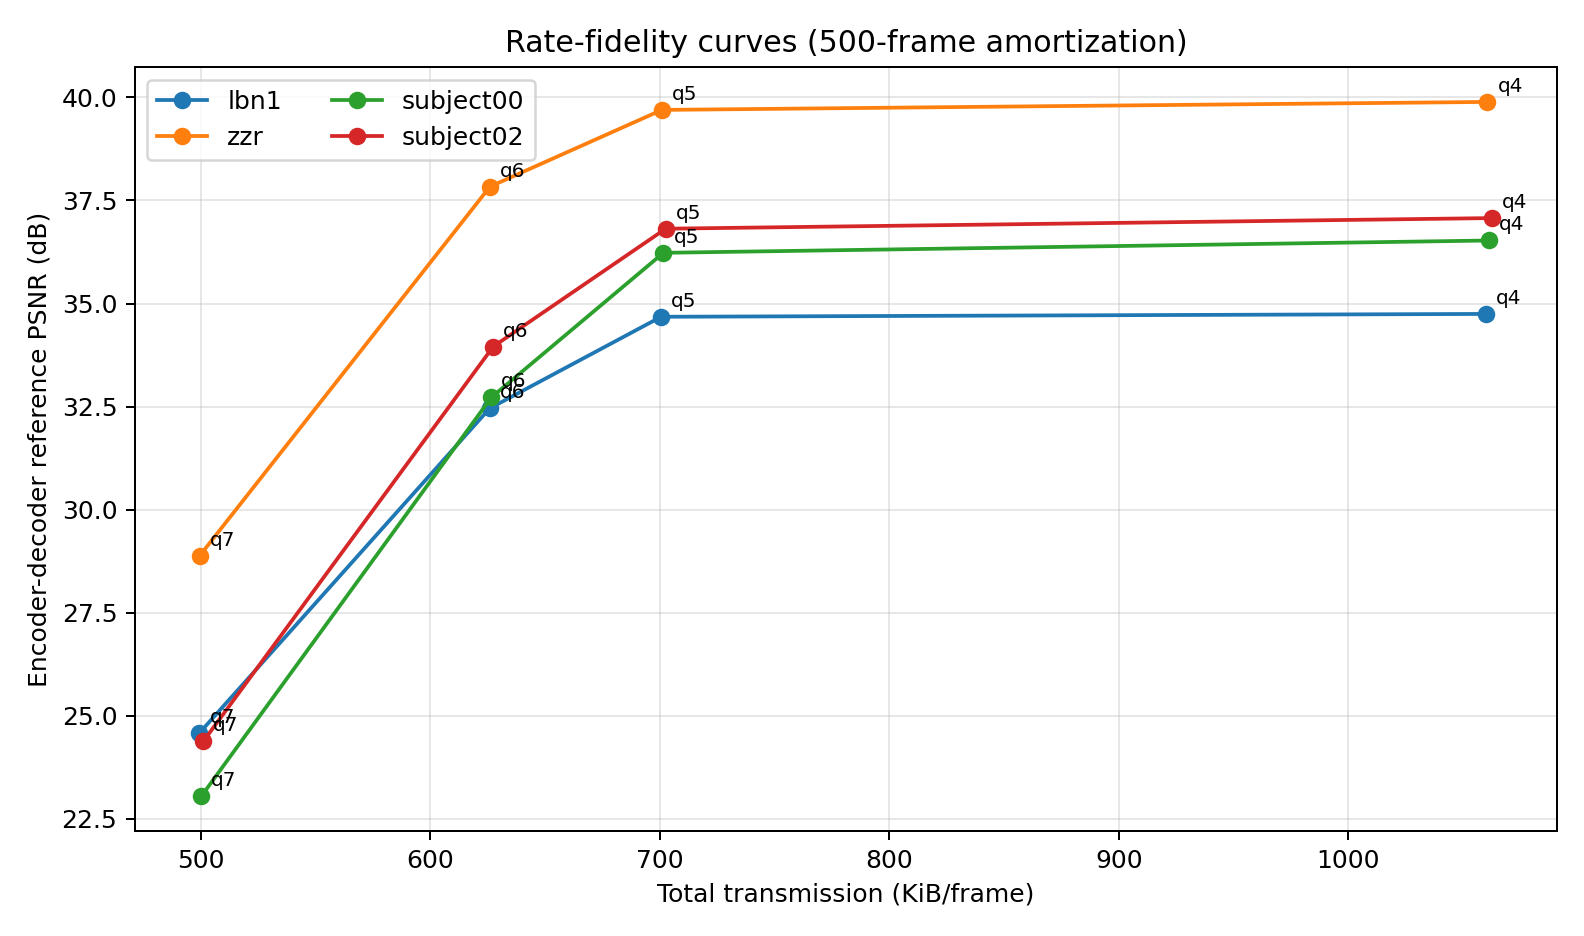 Rate-fidelity curves (500-frame amortization)
lbn1
zzr
subject00
subject02
Encoder-decoder reference PSNR (dB)
40.0
37.5
35.0
32.5
30.0
27.5
25.0
22.5
q5
q4
q6
q5
q4
q4
q5
q5
q4
q6
q6
q6
q7
q7
q7
q7
500
600
700
800
900
1000
Total transmission (KiB/frame)